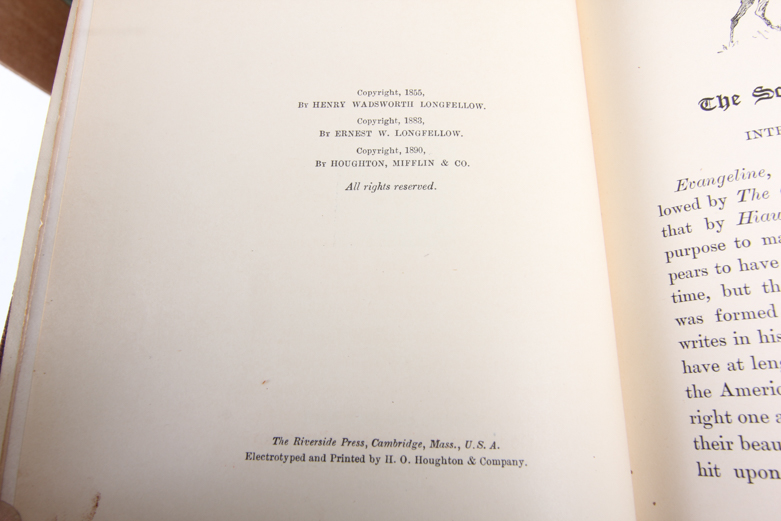 Copyright, 1855,
By HENRY WADSWORTH LONGFELLOW.
Copyright, 1883,
By ERNEST W. LONGFELLOW.
Copyright, 1890,
By HOUGHTON, MIFFLIN & CO.
All rights reserved.
The Riverside Press, Cambridge, Mass., U. S. A.
Electrotyped and Printed by H. O. Houghton & Company.
The
Evangeline,
lowed by The
that by
purpose to
pears to have
time, but
was formed
writes in his
have at
the
right one
their
hit upon